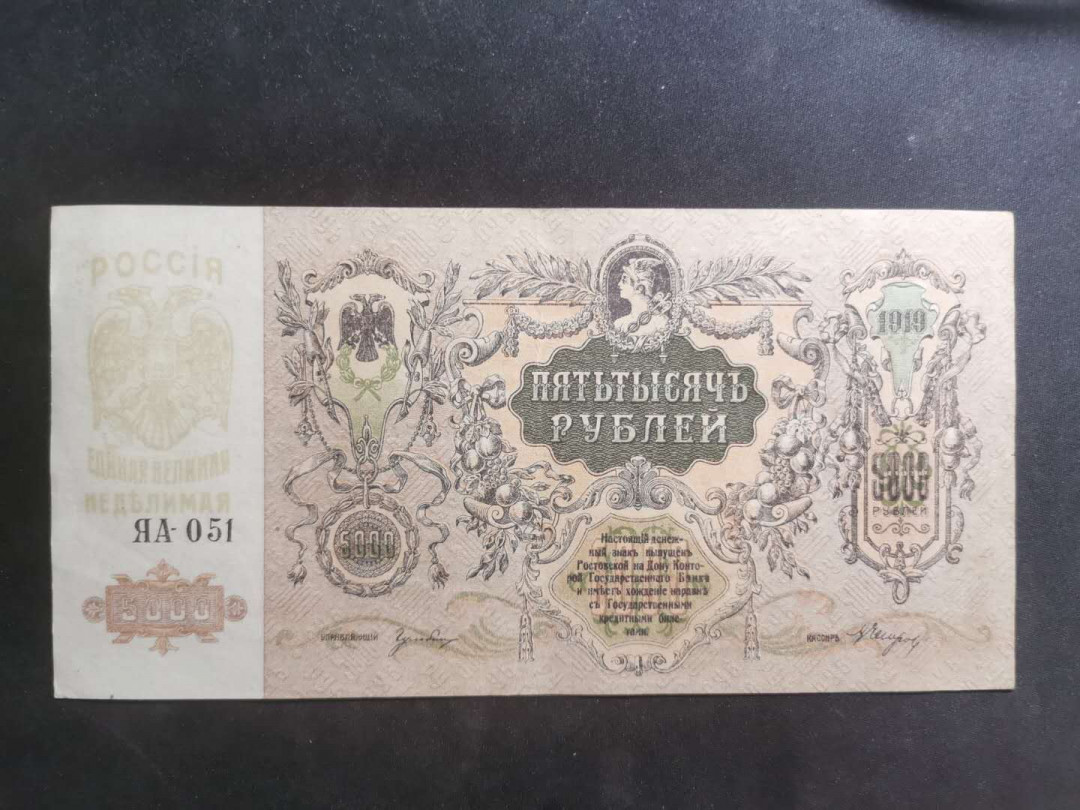 РОССІЯ
ЕДИНАЯ ВЕЛИКАЯ
НЕДѢЛИМАЯ
ЯА-051
5000
5000
ПЯТЬТЫСЯЧЪ
РУБЛЕЙ
Настоящій денеж-
ный знакъ выпущенъ
Ростовской на Дону Конто-
рой Государственнаго Банка
и имѣетъ хожденіе наравнѣ
съ Государственными
кредитными биле-
тами.
УПРАВЛЯЮЩІЙ
КАССИРЪ
1919
5000
РУБЛЕЙ